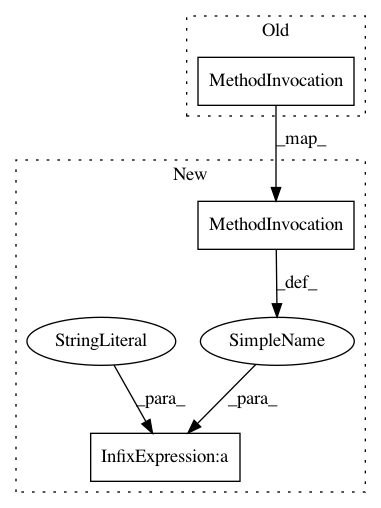 Old
MethodInvocation
_map_
New
MethodInvocation
_def_
StringLiteral
SimpleName
_para_
_para_
InfixExpression:a